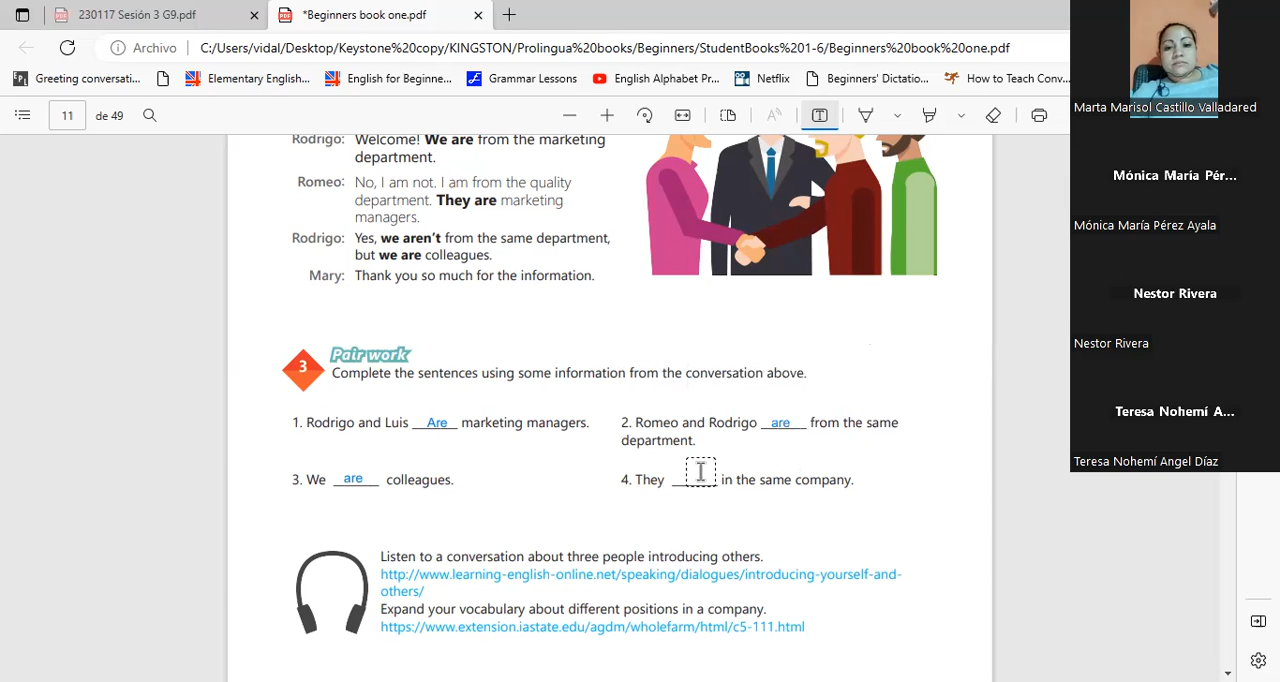 230117 Sesión 3 G9.pdf
*Beginners book one.pdf
Archivo
C:/Users/vidal/Desktop/Keystone%20copy/KINGSTON/Prolingua%20books/Beginners/StudentBooks%201-6/Beginners%20book%20one.pdf
Greeting conversati...
Elementary English...
English for Beginne...
Grammar Lessons
English Alphabet Pr...
Netflix
Beginners' Dictatio...
How to Teach Conv...
11
de 49
Rodrigo: Welcome! We are from the marketing
department.
Romeo: No, I am not. I am from the quality
department. They are marketing
managers.
Rodrigo: Yes, we aren't from the same department,
but we are colleagues.
Mary: Thank you so much for the information.
3
Pair work
Complete the sentences using some information from the conversation above.
1. Rodrigo and Luis Are marketing managers.
2. Romeo and Rodrigo are from the same
department.
3. We are colleagues.
4. They ______ in the same company.
Listen to a conversation about three people introducing others.
http://www.learning-english-online.net/speaking/dialogues/introducing-yourself-and-
others/
Expand your vocabulary about different positions in a company.
https://www.extension.iastate.edu/agdm/wholefarm/html/c5-111.html
Marta Marisol Castillo Valladared
Mónica María Pér...
Mónica María Pérez Ayala
Nestor Rivera
Nestor Rivera
Teresa Nohemí A...
Teresa Nohemí Angel Díaz